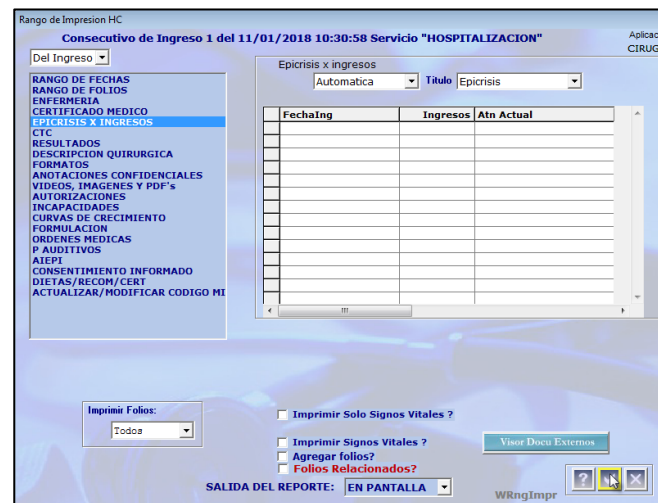 Rango de Impresion HC
Consecutivo de Ingreso 1 del 11/01/2018 10:30:58 Servicio "HOSPITALIZACION"
Aplicac
CIRUG
Del Ingreso
RANGO DE FECHAS
RANGO DE FOLIOS
ENFERMERIA
CERTIFICADO MEDICO
EPICRISIS X INGRESOS
CTC
RESULTADOS
DESCRIPCION QUIRURGICA
FORMATOS
ANOTACIONES CONFIDENCIALES
VIDEOS, IMAGENES Y PDF's
AUTORIZACIONES
INCAPACIDADES
CURVAS DE CRECIMIENTO
FORMULACION
ORDENES MEDICAS
P AUDITIVOS
AIEPI
CONSENTIMIENTO INFORMADO
DIETAS/RECOM/CERT
ACTUALIZAR/MODIFICAR CODIGO MI
Epicrisis x ingresos
Automatica Titulo Epicrisis
FechaIng Ingresos Atn Actual
Imprimir Folios:
Todos
Imprimir Solo Signos Vitales ?
Imprimir Signos Vitales ?
Agregar folios?
Folios Relacionados?
Visor Docu Externos
SALIDA DEL REPORTE: EN PANTALLA
WRngImpr
?